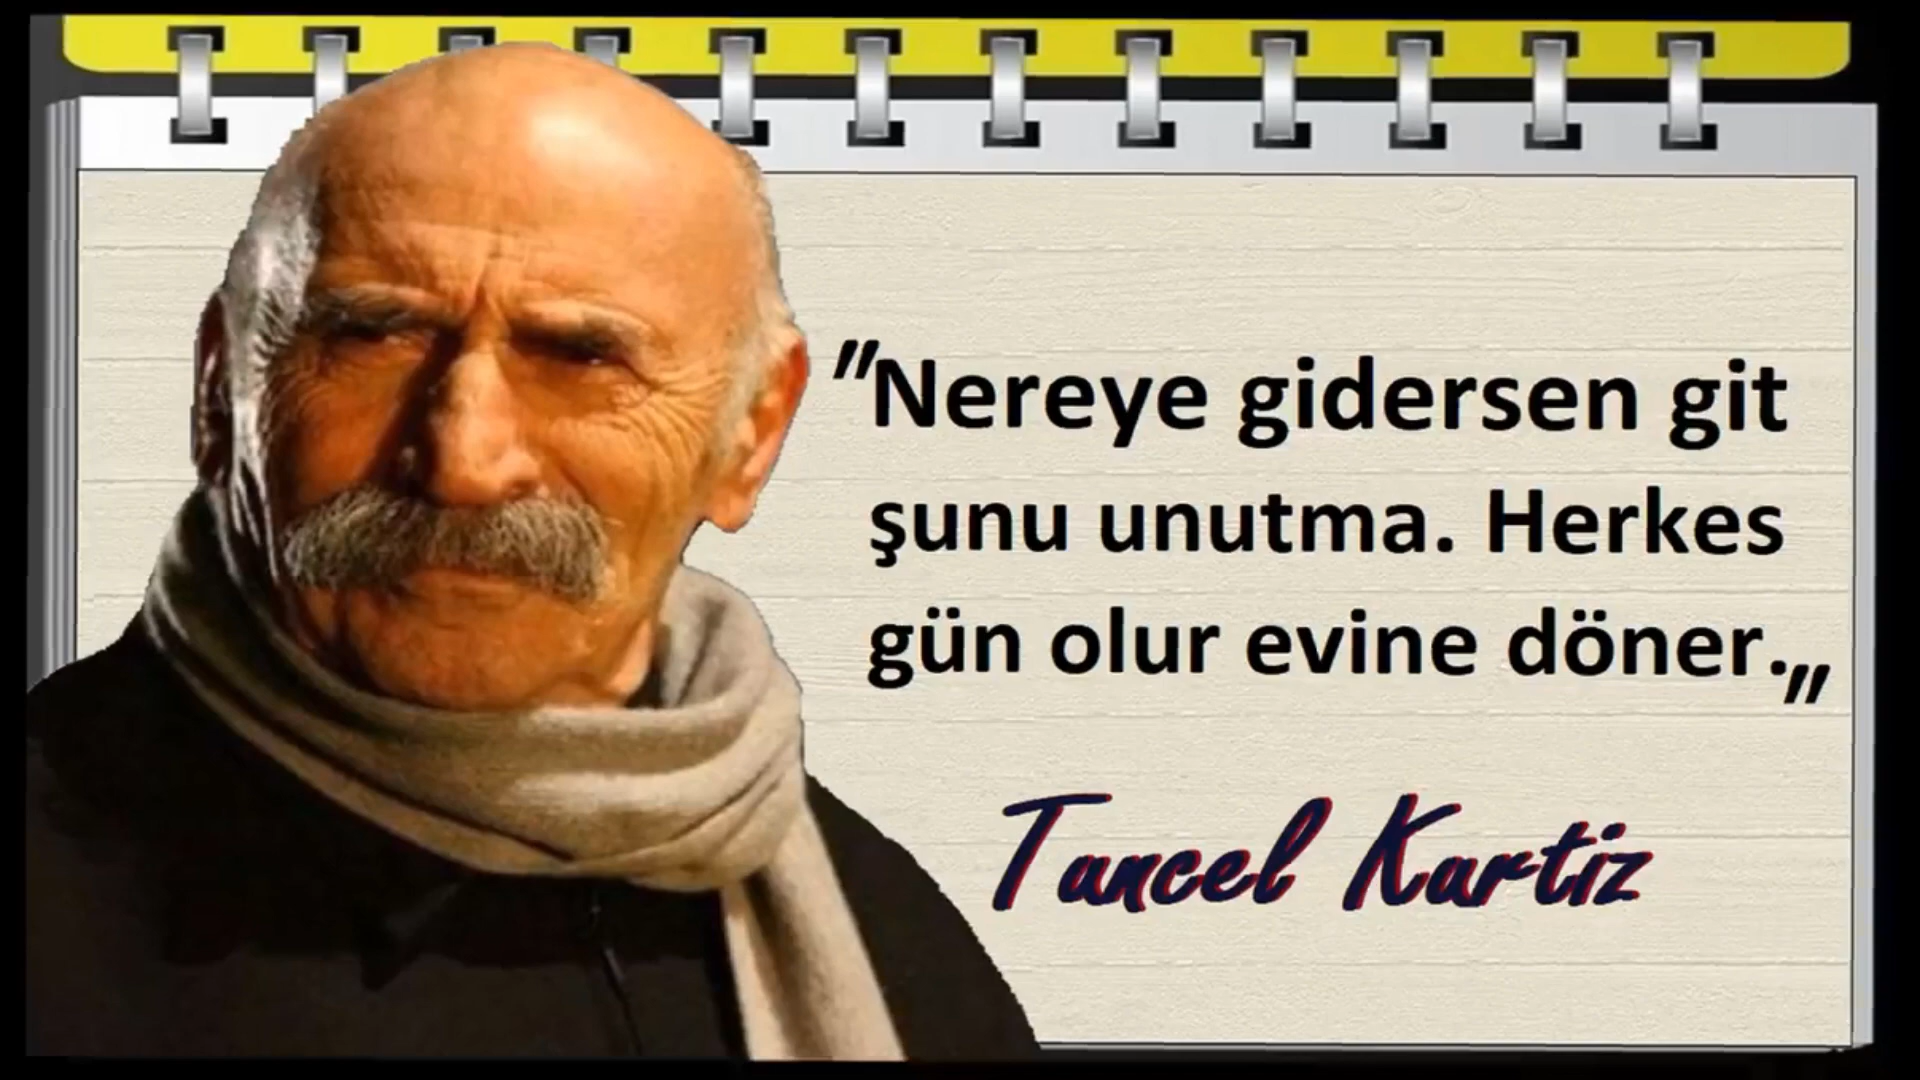 "Nereye gidersen git
şunu unutma. Herkes
gün olur evine döner."
Tuncel Kurtiz